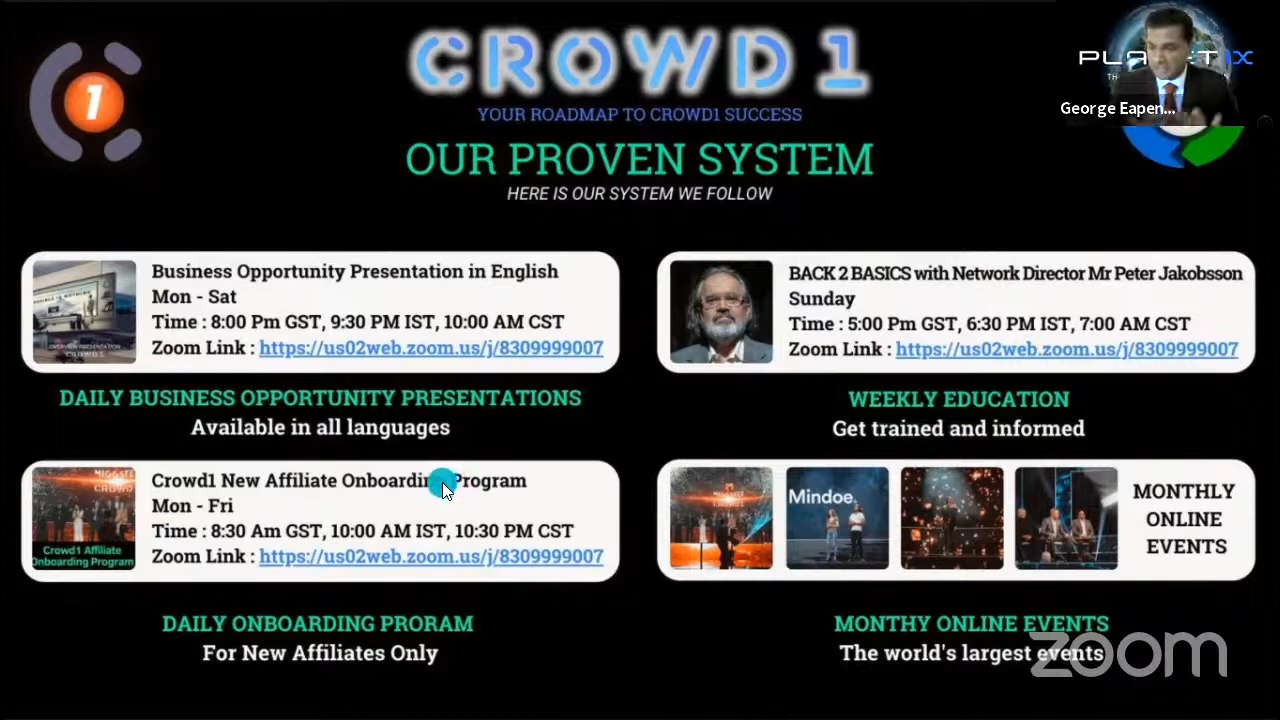 1
CROWD 1
YOUR ROADMAP TO CROWD1 SUCCESS
OUR PROVEN SYSTEM
HERE IS OUR SYSTEM WE FOLLOW
George Eapen...
Business Opportunity Presentation in English
Mon - Sat
Time : 8:00 Pm GST, 9:30 PM IST, 10:00 AM CST
Zoom Link : https://us02web.zoom.us/j/8309999007
DAILY BUSINESS OPPORTUNITY PRESENTATIONS
Available in all languages
BACK 2 BASICS with Network Director Mr Peter Jakobsson
Sunday
Time : 5:00 Pm GST, 6:30 PM IST, 7:00 AM CST
Zoom Link : https://us02web.zoom.us/j/8309999007
WEEKLY EDUCATION
Get trained and informed
Crowd1 Affiliate
Onboarding Program
Crowd1 New Affiliate Onboarding Program
Mon - Fri
Time : 8:30 Am GST, 10:00 AM IST, 10:30 PM CST
Zoom Link : https://us02web.zoom.us/j/8309999007
DAILY ONBOARDING PRORAM
For New Affiliates Only
Mindoe.
MONTHLY
ONLINE
EVENTS
MONTHY ONLINE EVENTS
The world's largest events
zoom